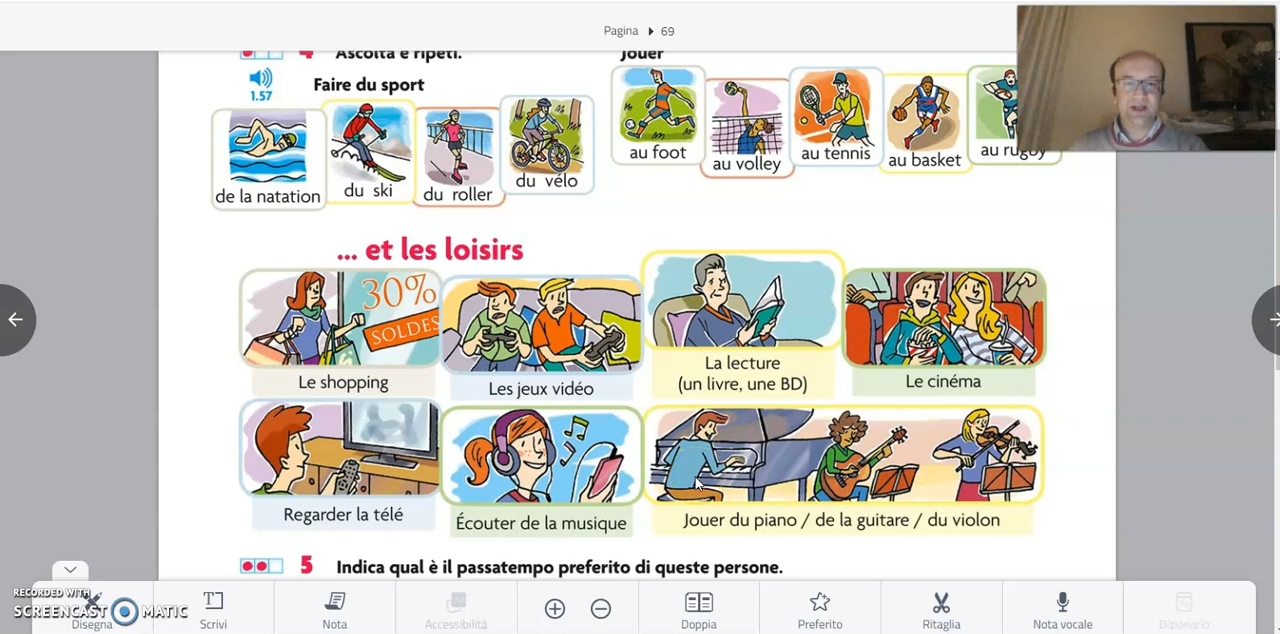 Pagina ▸ 69
4 Ascolta e ripeti.
Jouer
1.57
Faire du sport
de la natation
du ski
du roller
du vélo
au foot
au volley
au tennis
au basket
au rugby
... et les loisirs
30%
SOLDES
Le shopping
Les jeux vidéo
La lecture
(un livre, une BD)
Le cinéma
Regarder la télé
Écouter de la musique
Jouer du piano / de la guitare / du violon
5 Indica qual è il passatempo preferito di queste persone.
RECORDED WITH
SCREENCAST MATIC
Disegna
Scrivi
Nota
Accessibilità
Doppia
Preferito
Ritaglia
Nota vocale
Dizionario